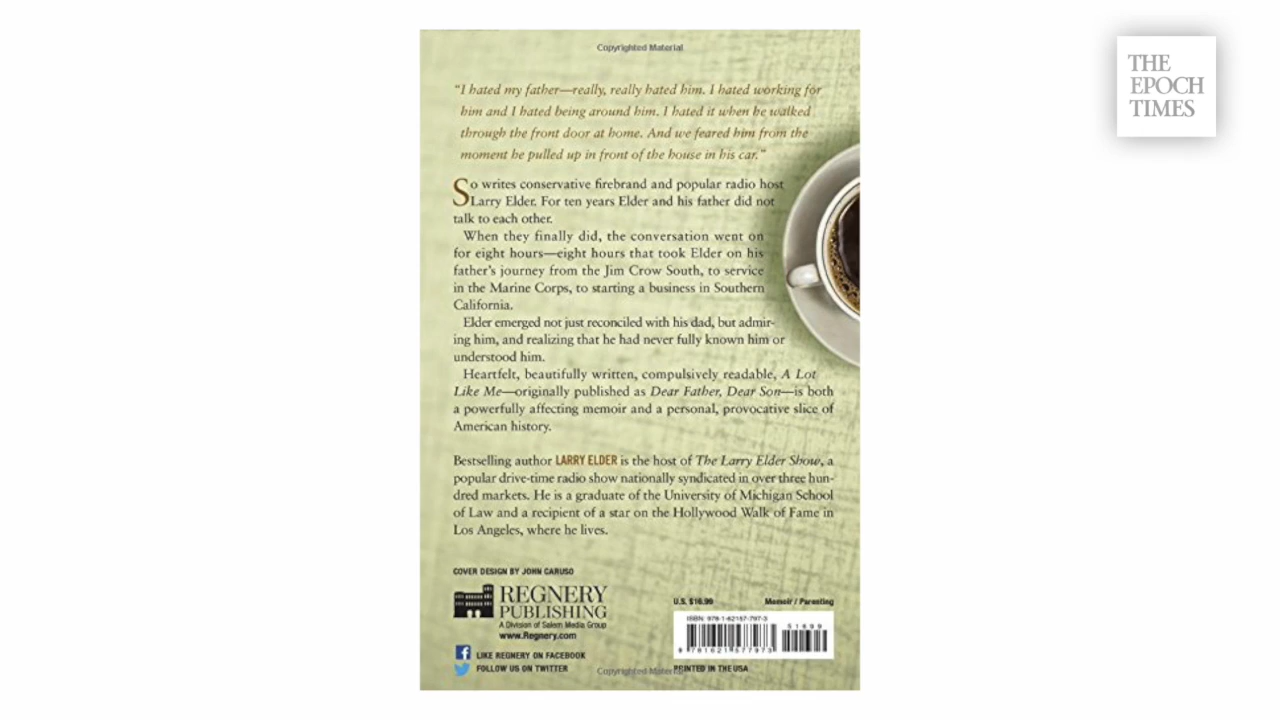 Copyrighted Material
THE
EPOCH
TIMES
"I hated my father—really, really hated him. I hated working for
him and I hated being around him. I hated it when he walked
through the front door at home. And we feared him from the
moment he pulled up in front of the house in his car."
So writes conservative firebrand and popular radio host
Larry Elder. For ten years Elder and his father did not
talk to each other.
When they finally did, the conversation went on
for eight hours—eight hours that took Elder on his
father's journey from the Jim Crow South, to service
in the Marine Corps, to starting a business in Southern
California.
Elder emerged not just reconciled with his dad, but admir-
ing him, and realizing that he had never fully known him or
understood him.
Heartfelt, beautifully written, compulsively readable, A Lot
Like Me—originally published as Dear Father, Dear Son—is both
a powerfully affecting memoir and a personal, provocative slice of
American history.
Bestselling author LARRY ELDER is the host of The Larry Elder Show, a
popular drive-time radio show nationally syndicated in over three hun-
dred markets. He is a graduate of the University of Michigan School
of Law and a recipient of a star on the Hollywood Walk of Fame in
Los Angeles, where he lives.
COVER DESIGN BY JOHN CARUSO
REGNERY
PUBLISHING
A Division of Salem Media Group
www.Regnery.com
LIKE REGNERY ON FACEBOOK
FOLLOW US ON TWITTER
U.S. $16.99 Memoir / Parenting
ISBN: 978-1-62157-797-3
51699
9 781621 577973
Copyrighted Material
PRINTED IN THE USA